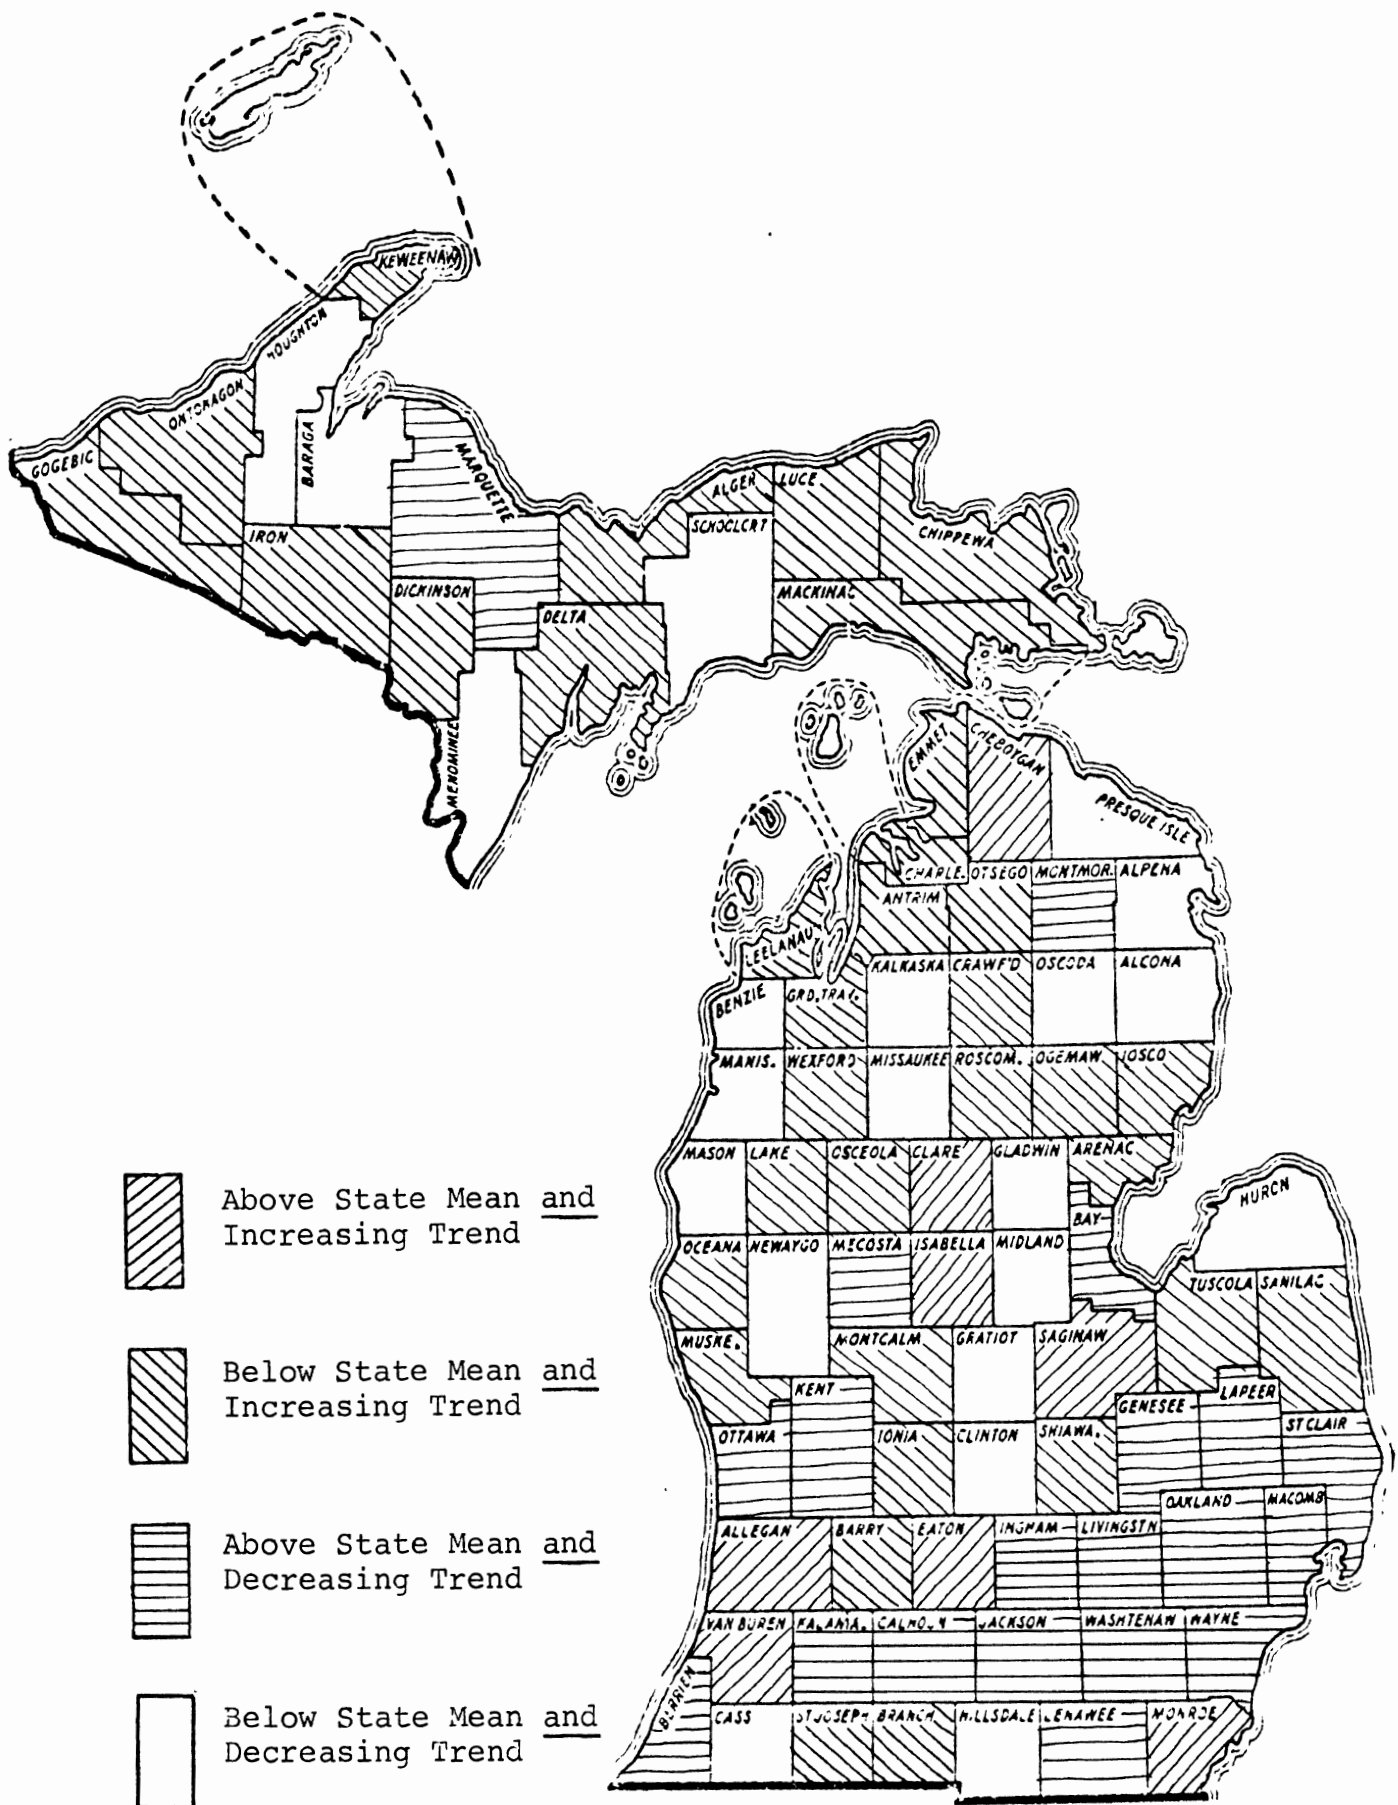 KEWEENAW
HOUGHTON
ONTONAGON
BARAGA
GOGEBIC
MARQUETTE
ALGER
LUCE
SCHOOLCRT
CHIPPEWA
IRON
DICKINSON
MACKINAC
DELTA
MENOMINEE
EMMET
CHEBOYGAN
PRESQUE ISLE
CHARLE.
OTSEGO
MONTMOR.
ALPENA
ANTRIM
LEELANAU
KALKASKA
CRAWF'D
OSCODA
ALCONA
BENZIE
GRD. TRAV.
MANIS.
WEXFORD
MISSAUKEE
ROSCOM.
OGEMAW
IOSCO
MASON
LAKE
OSCEOLA
CLARE
GLADWIN
ARENAC
HURON
BAY
OCEANA
NEWAYGO
MECOSTA
ISABELLA
MIDLAND
TUSCOLA
SANILAC
MUSKE.
MONTCALM
GRATIOT
SAGINAW
KENT
LAPEER
GENESEE
ST CLAIR
OTTAWA
IONIA
CLINTON
SHIAWA.
OAKLAND
MACOMB
ALLEGAN
BARRY
EATON
INGHAM
LIVINGSTN
VAN BUREN
KALAMA.
CALHOUN
JACKSON
WASHTENAW
WAYNE
BERRIEN
CASS
ST JOSEPH
BRANCH
HILLSDALE
LENAWEE
MONROE
Above State Mean and
Increasing Trend
Below State Mean and
Increasing Trend
Above State Mean and
Decreasing Trend
Below State Mean and
Decreasing Trend